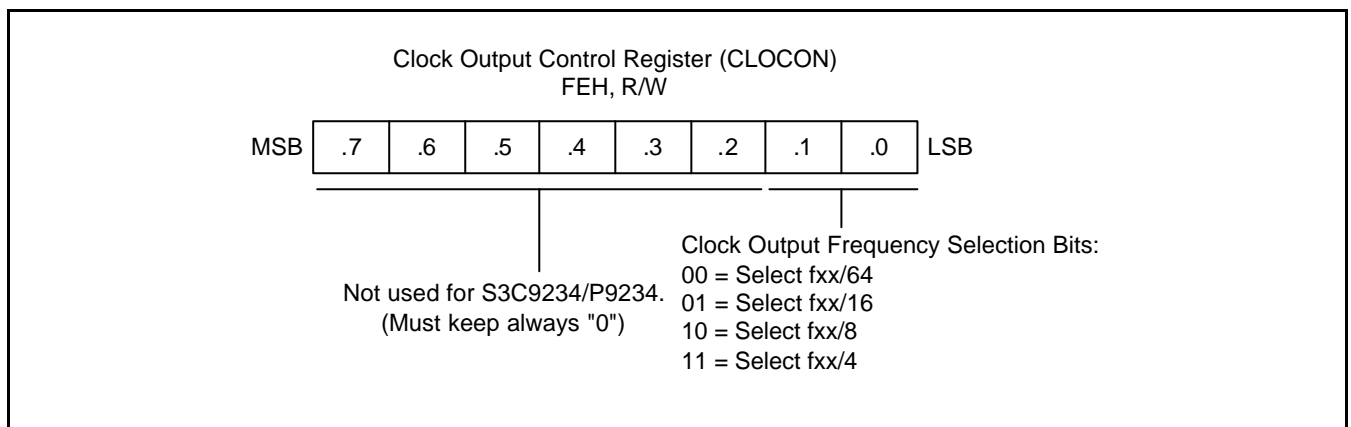 Clock Output Control Register (CLOCON)
FEH, R/W
MSB .7 .6 .5 .4 .3 .2 .1 .0 LSB
Not used for S3C9234/P9234.
(Must keep always "0")
Clock Output Frequency Selection Bits:
00 = Select fxx/64
01 = Select fxx/16
10 = Select fxx/8
11 = Select fxx/4